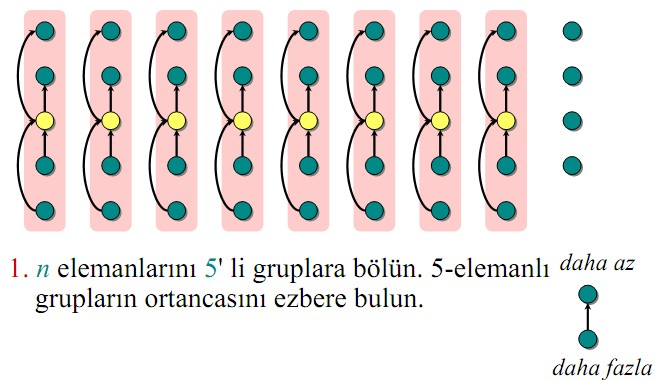 1. n elemanlarını 5' li gruplara bölün. 5-elemanlı
grupların ortancasını ezbere bulun.
daha az
daha fazla